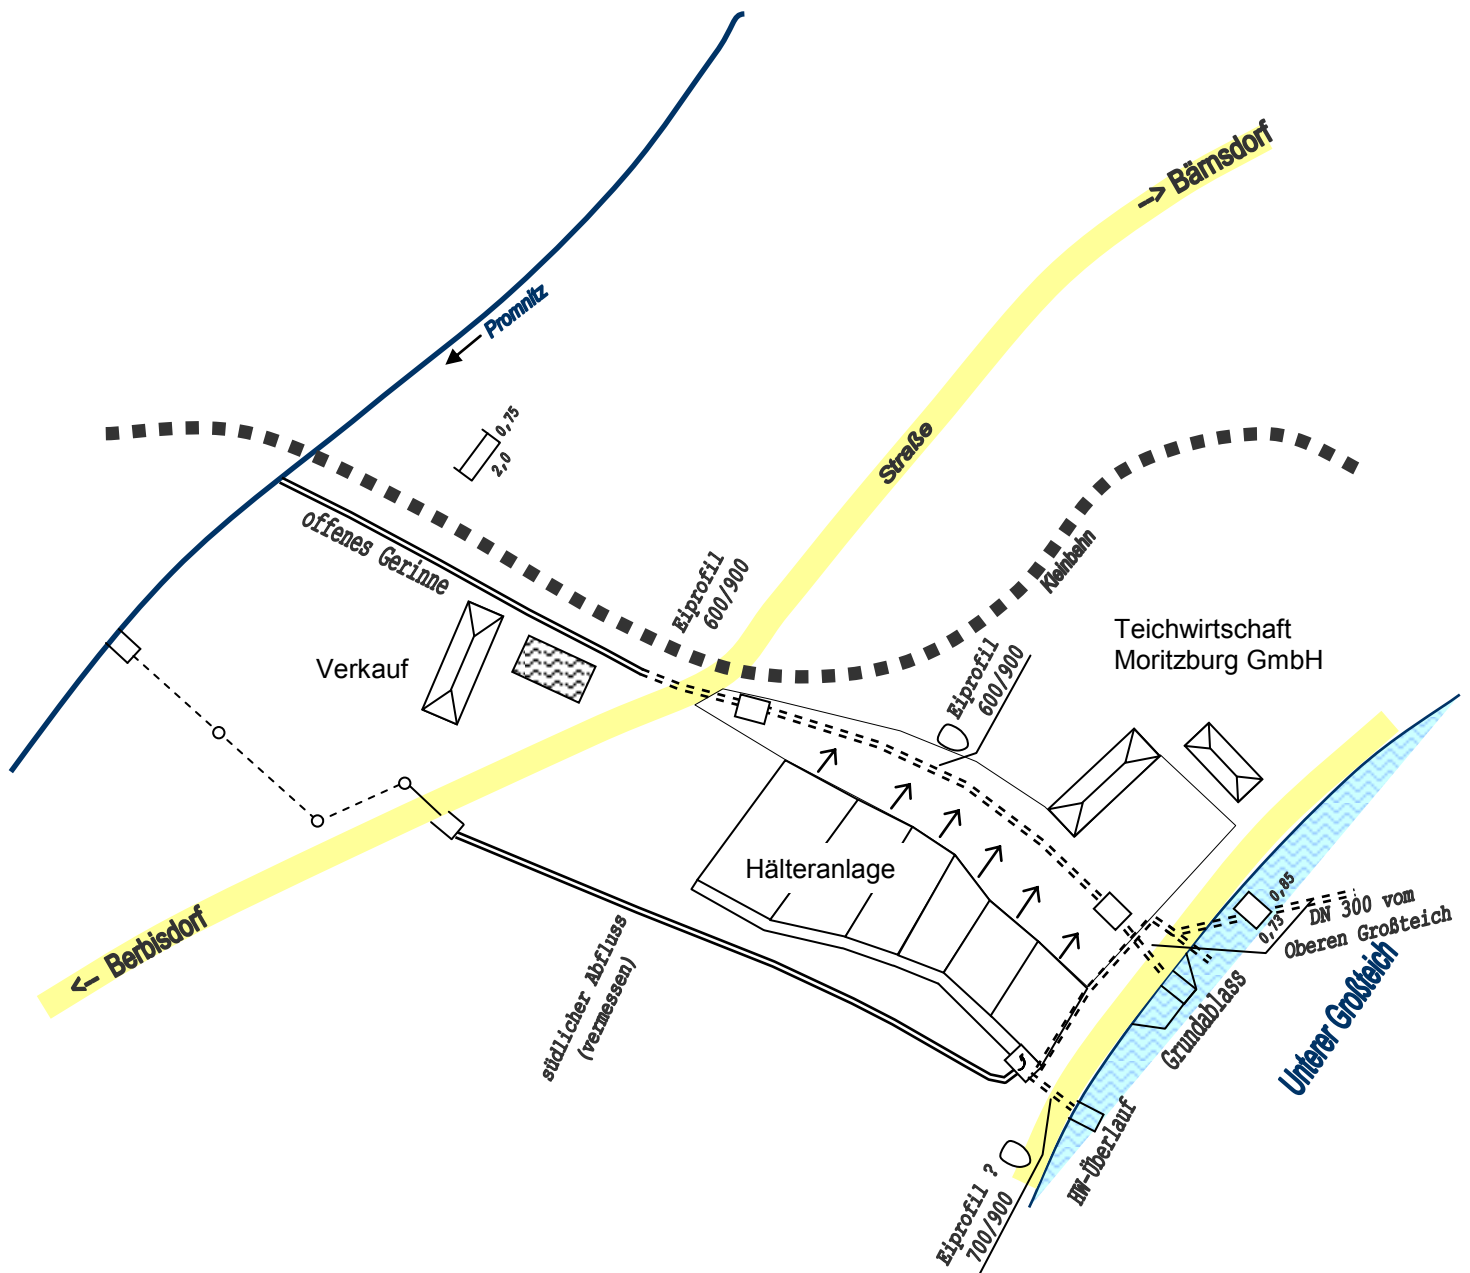 --> Bärnsdorf
Promnitz
0,75
2,0
Straße
offenes Gerinne
Eiprofil
600/900
Kleinbahn
Verkauf
Eiprofil
600/900
Teichwirtschaft
Moritzburg GmbH
Hälteranlage
<-- Berbisdorf
südlicher Abfluss
(vermessen)
0,85
0,73
DN 300 vom
Oberen Großteich
Grundablass
Unterer Großteich
HW-Überlauf
Eiprofil ?
700/900